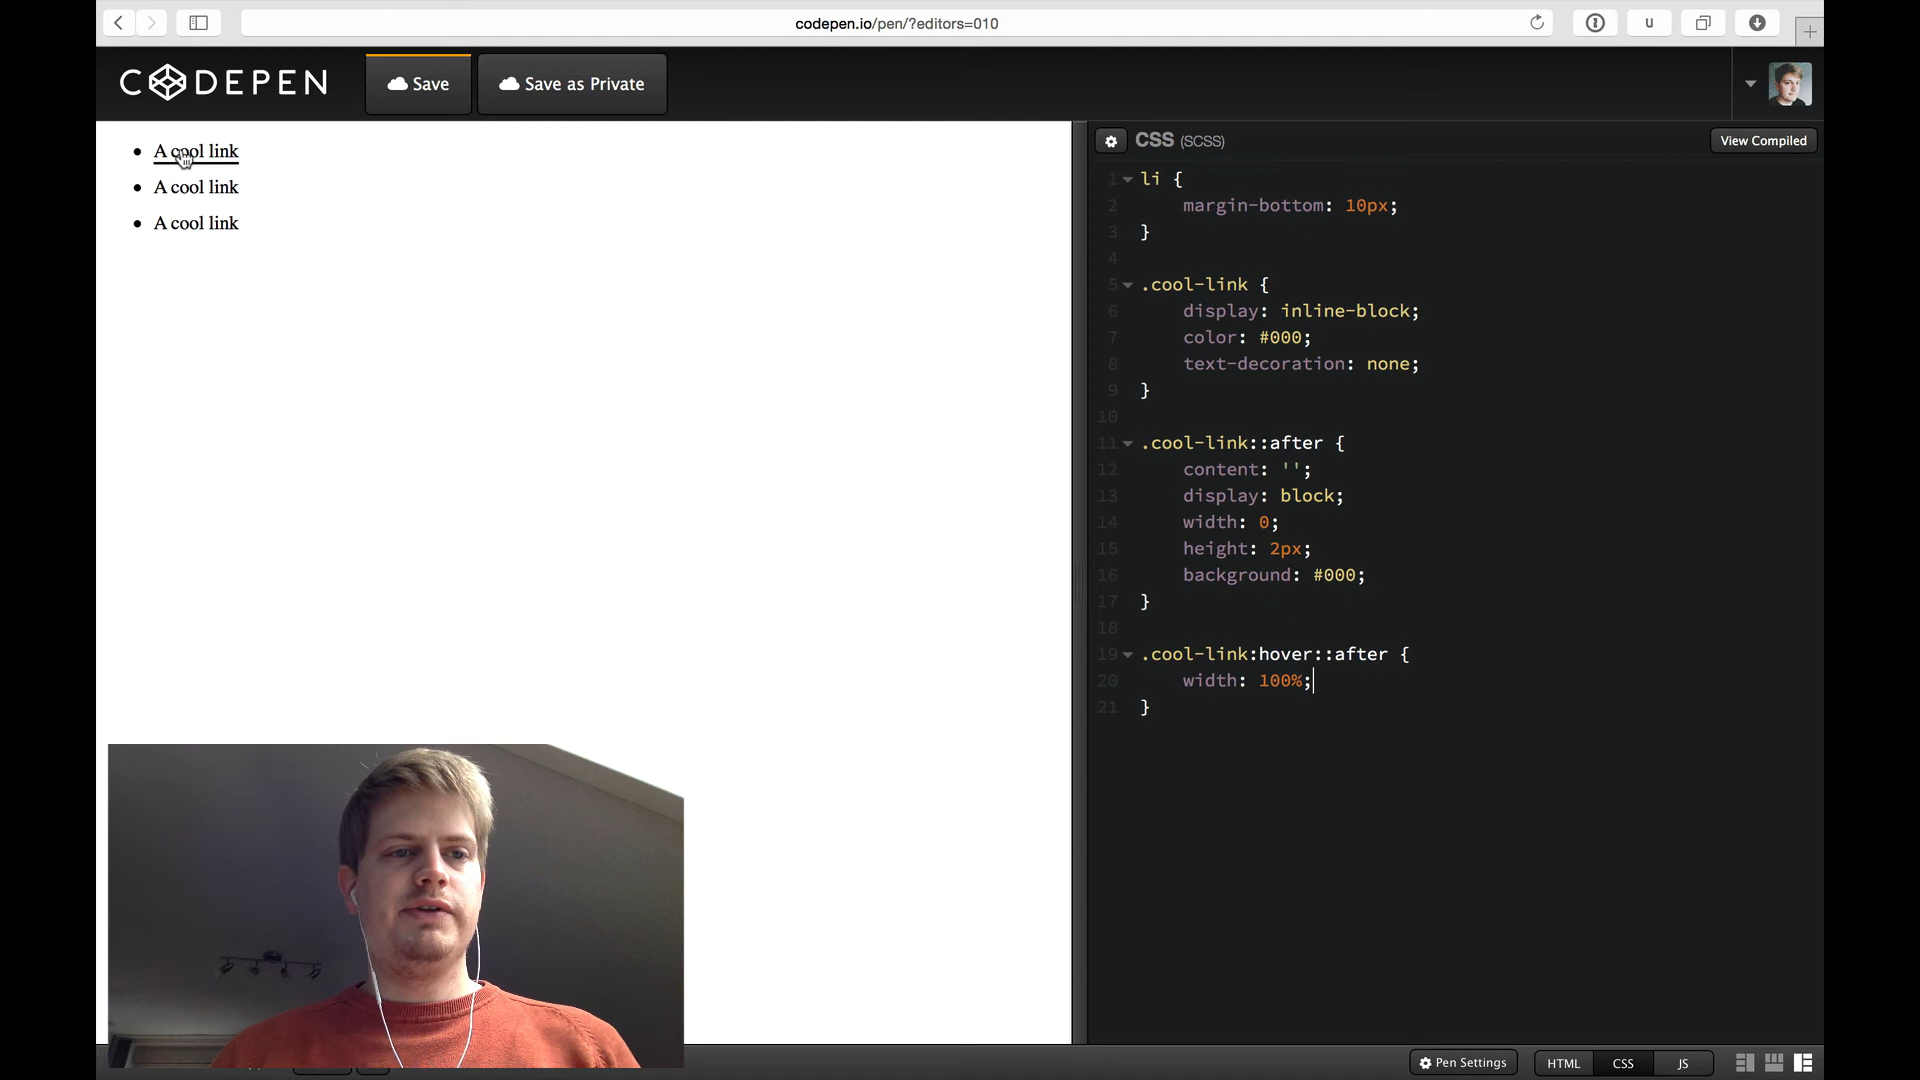 codepen.io/pen/?editors=010
u
CODEPEN
Save
Save as Private
A cool link
A cool link
A cool link
CSS (SCSS)
View Compiled
1 li {
2 margin-bottom: 10px;
3 }
4
5 .cool-link {
6 display: inline-block;
7 color: #000;
8 text-decoration: none;
9 }
10
11 .cool-link::after {
12 content: '';
13 display: block;
14 width: 0;
15 height: 2px;
16 background: #000;
17 }
18
19 .cool-link:hover::after {
20 width: 100%;
21 }
Pen Settings
HTML
CSS
JS